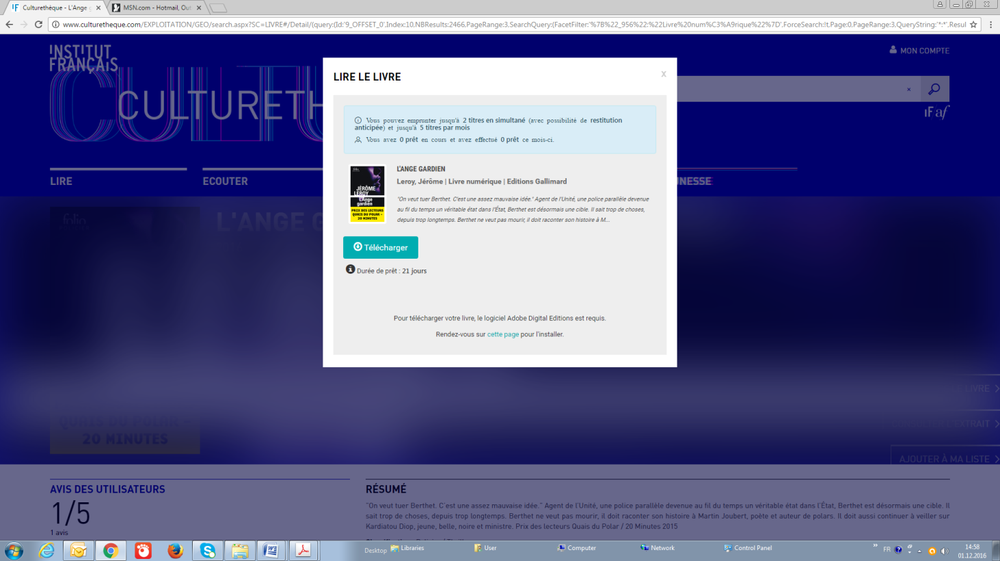 Culturethèque - L'Ange g
MSN.com - Hotmail, Out
www.culturetheque.com/EXPLOITATION/GEO/search.aspx?SC=LIVRE#/Detail/(query:(Id:'9_OFFSET_0',Index:10,NBResults:2466,PageRange:3,SearchQuery:(FacetFilter:'%7B%22_956%22:%22Livre%20num%C3%A9rique%22%7D',ForceSearch:!t,Page:0,PageRange:3,QueryString:'*:*',Resul
INSTITUT
FRANÇAIS
CULTURETH
MON COMPTE
IF af
LIRE
ECOUTER
UNESSE
LIRE LE LIVRE
x
Vous pouvez emprunter jusqu'à 2 titres en simultané (avec possibilité de restitution
anticipée) et jusqu'à 5 titres par mois
Vous avez 0 prêt en cours et avez effectué 0 prêt ce mois-ci.
JÉRÔME
LEROY
L'Ange
gardien
PRIX DES LECTEURS
QUAIS DU POLAR -
20 MINUTES
L'ANGE GARDIEN
Leroy, Jérôme | Livre numérique | Editions Gallimard
"On veut tuer Berthet. C'est une assez mauvaise idée." Agent de l'Unité, une police parallèle devenue
au fil du temps un véritable état dans l'État, Berthet est désormais une cible. Il sait trop de choses,
depuis trop longtemps. Berthet ne veut pas mourir, il doit raconter son histoire à M...
Télécharger
Durée de prêt : 21 jours
Pour télécharger votre livre, le logiciel Adobe Digital Editions est requis.
Rendez-vous sur cette page pour l'installer.
folio
L'ANGE G
QUAIS DU POLAR -
20 MINUTES
LIVRE
EXTRAIT
AJOUTER À MA LISTE
AVIS DES UTILISATEURS
1/5
1 avis
RÉSUMÉ
"On veut tuer Berthet. C'est une assez mauvaise idée." Agent de l'Unité, une police parallèle devenue au fil du temps un véritable état dans l'État, Berthet est désormais une cible. Il
sait trop de choses, depuis trop longtemps. Berthet ne veut pas mourir, il doit raconter son histoire à Martin Joubert, poète et auteur de polars. Il doit aussi continuer à veiller sur
Kardiatou Diop, jeune, belle, noire et ministre. Prix des lecteurs Quais du Polar / 20 Minutes 2015
Desktop
Libraries
User
Computer
Network
Control Panel
FR
14:58
01.12.2016